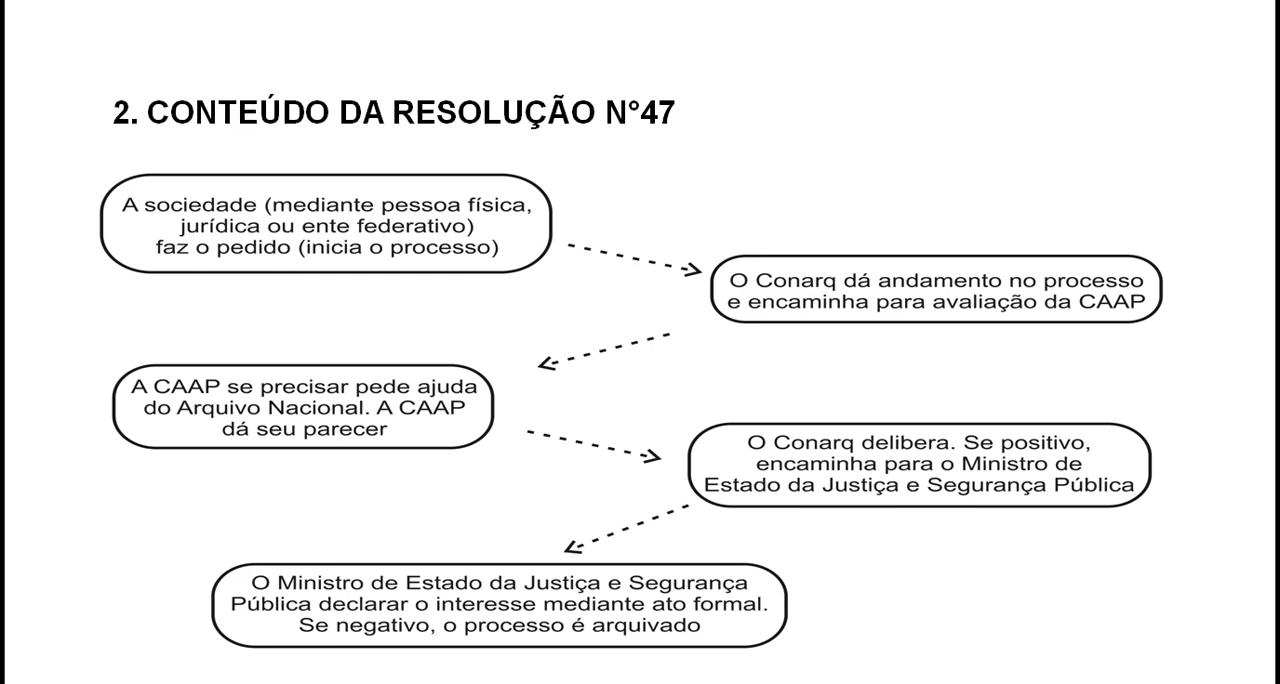 2. CONTEÚDO DA RESOLUÇÃO N°47
A sociedade (mediante pessoa física,
jurídica ou ente federativo)
faz o pedido (inicia o processo)
O Conarq dá andamento no processo
e encaminha para avaliação da CAAP
A CAAP se precisar pede ajuda
do Arquivo Nacional. A CAAP
dá seu parecer
O Conarq delibera. Se positivo,
encaminha para o Ministro de
Estado da Justiça e Segurança Pública
O Ministro de Estado da Justiça e Segurança
Pública declarar o interesse mediante ato formal.
Se negativo, o processo é arquivado